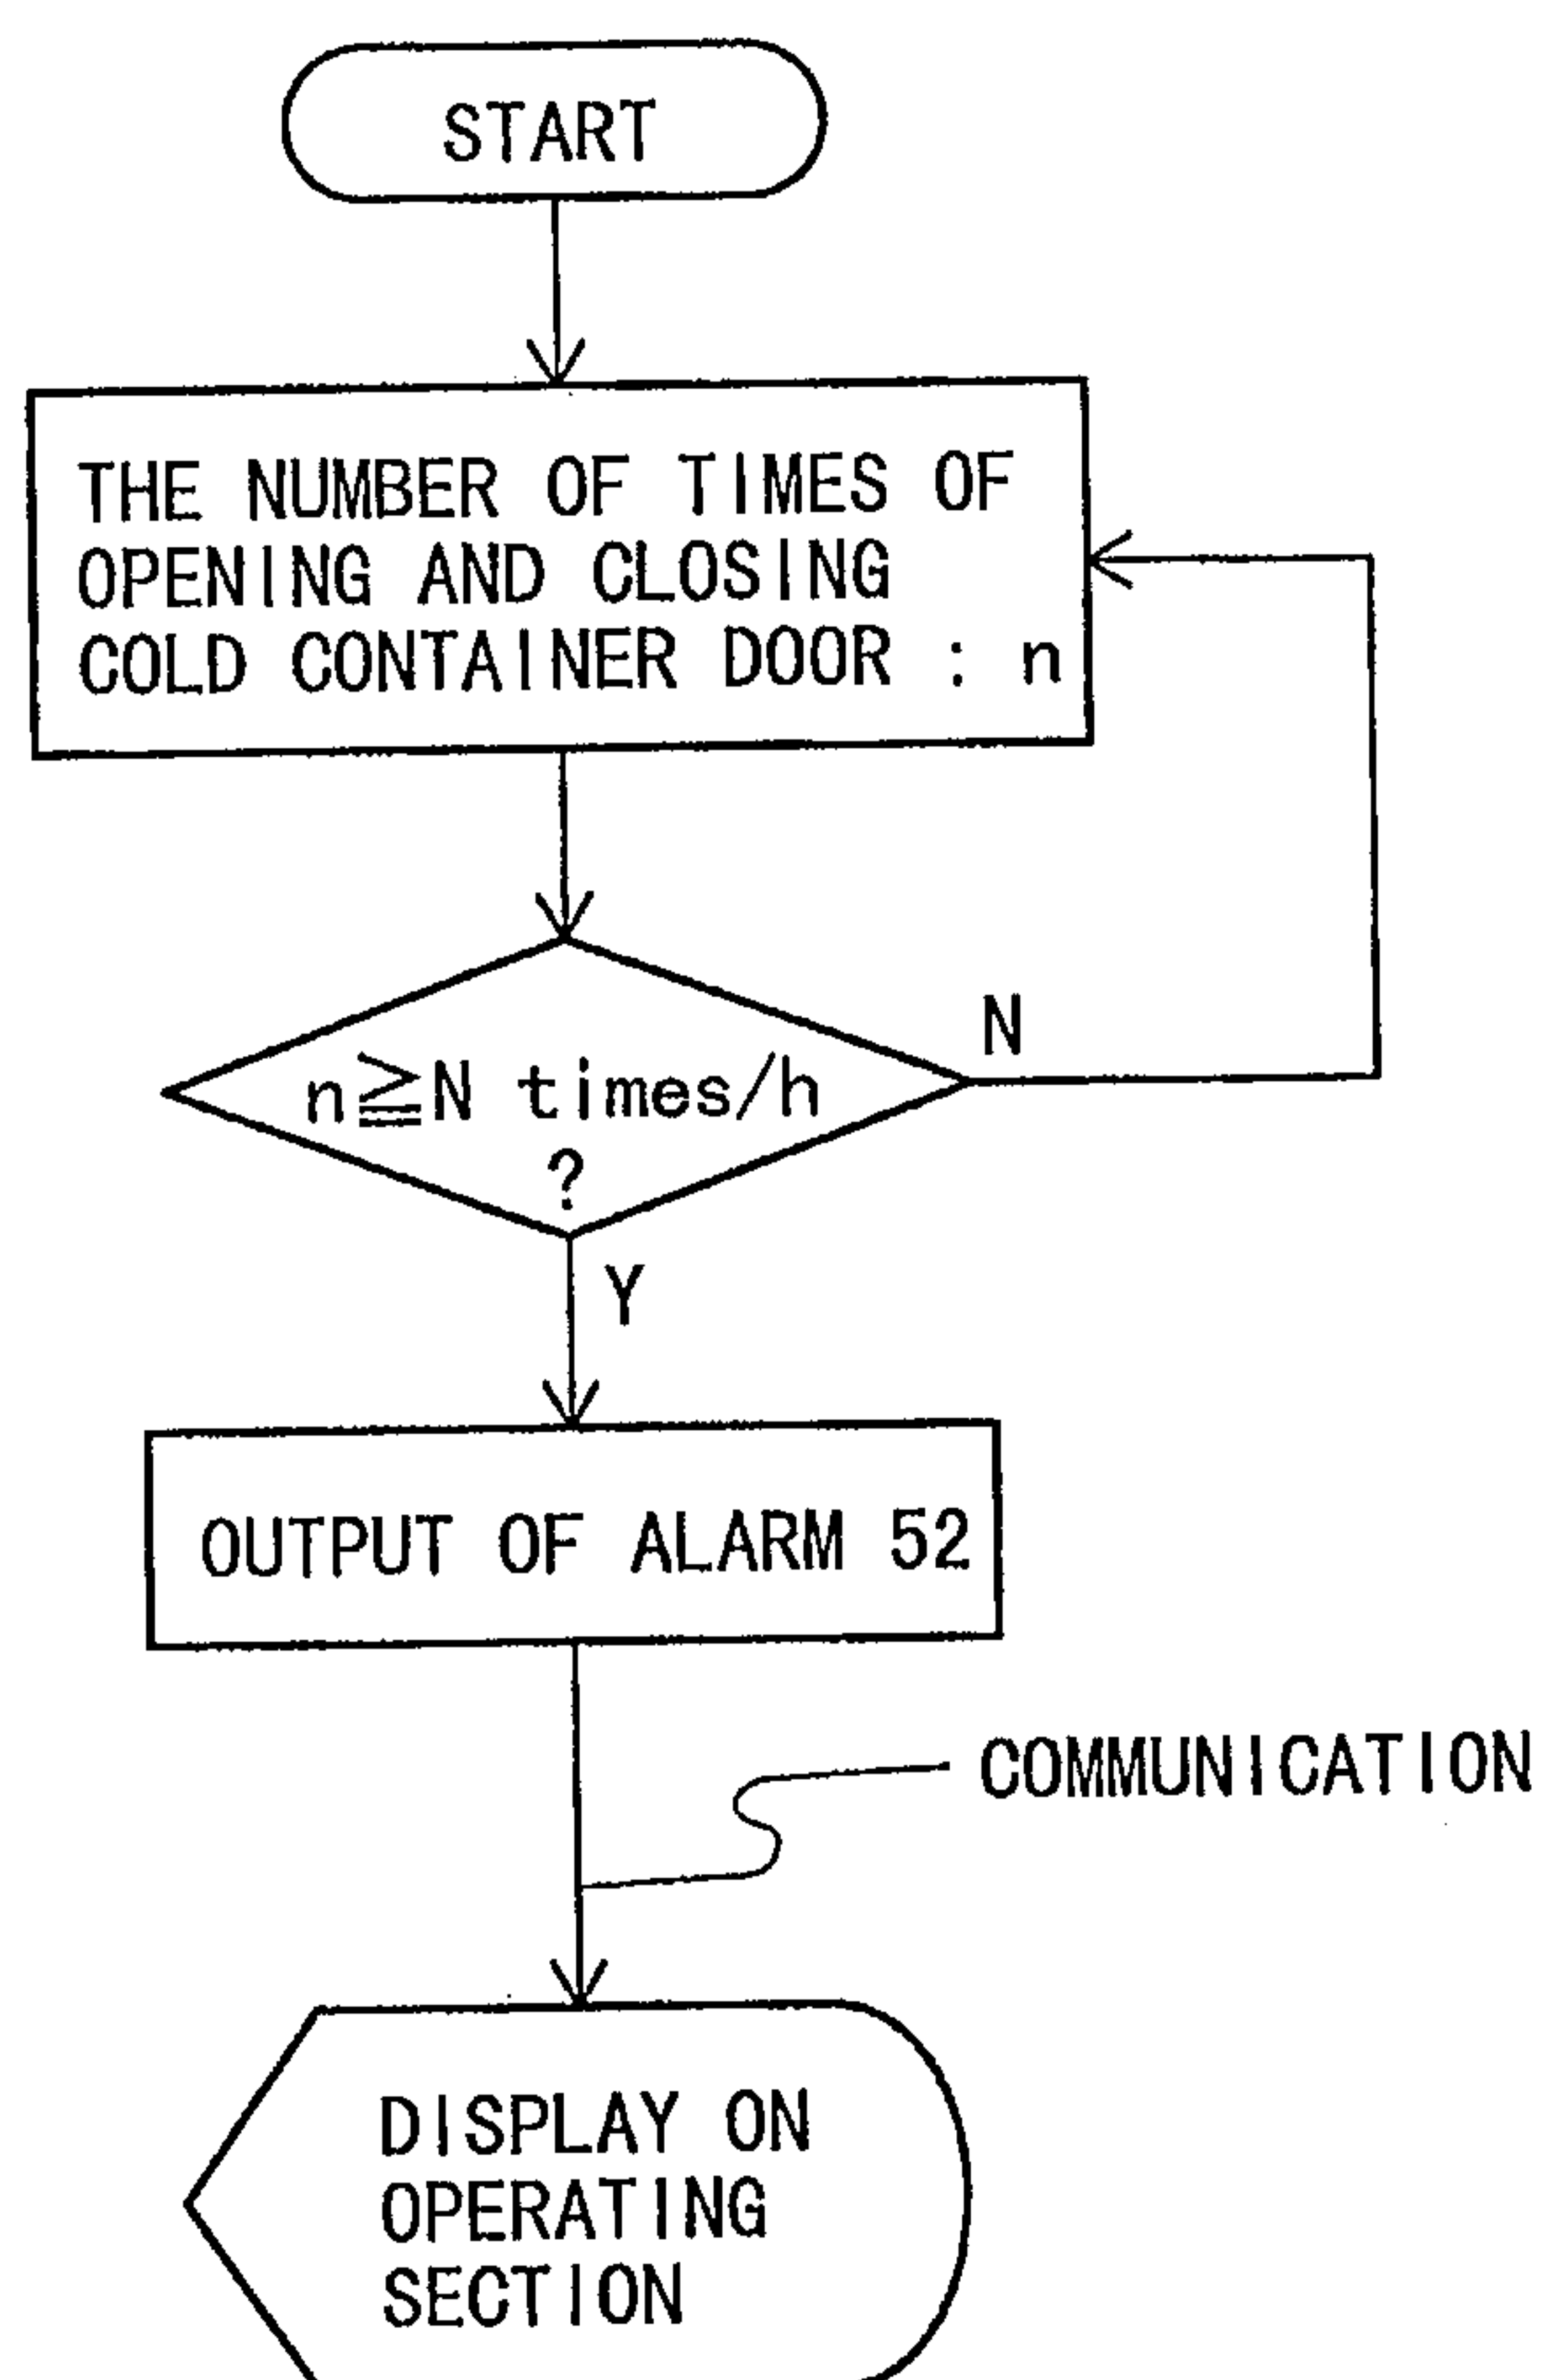 START
THE NUMBER OF TIMES OF
OPENING AND CLOSING
COLD CONTAINER DOOR : n
N
n≧N times/h
?
Y
OUTPUT OF ALARM 52
COMMUNICATION
DISPLAY ON
OPERATING
SECTION